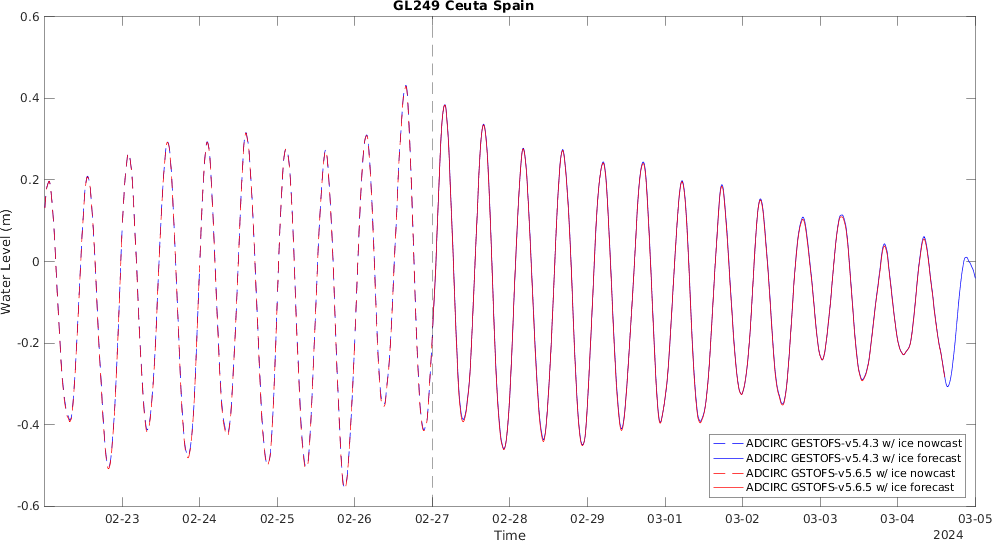 GL249 Ceuta Spain
0.6
0.4
0.2
0
-0.2
-0.4
-0.6
Water Level (m)
02-23 02-24 02-25 02-26 02-27 02-28 02-29 03-01 03-02 03-03 03-04 03-05
Time
2024
ADCIRC GESTOFS-v5.4.3 w/ ice nowcast
ADCIRC GESTOFS-v5.4.3 w/ ice forecast
ADCIRC GSTOFS-v5.6.5 w/ ice nowcast
ADCIRC GSTOFS-v5.6.5 w/ ice forecast